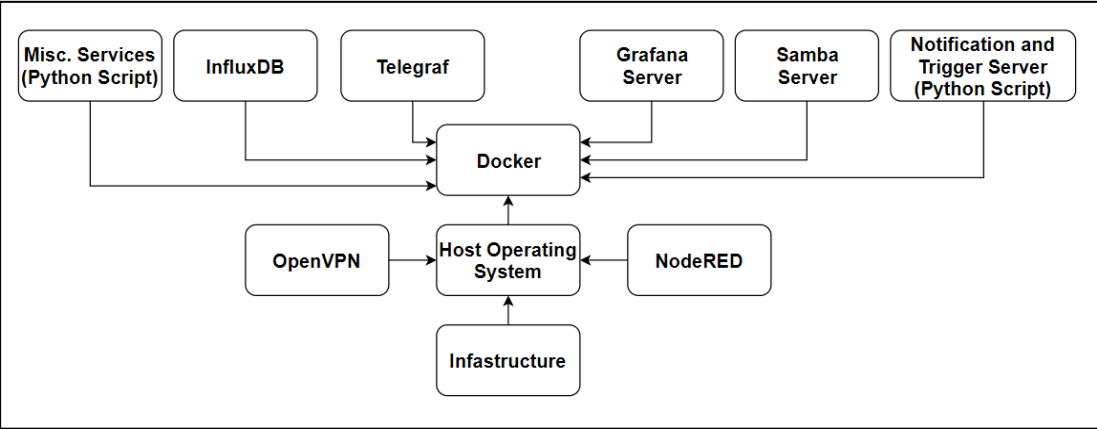 Misc. Services
(Python Script)
InfluxDB
Telegraf
Grafana
Server
Samba
Server
Notification and
Trigger Server
(Python Script)
Docker
OpenVPN
Host Operating
System
NodeRED
Infastructure